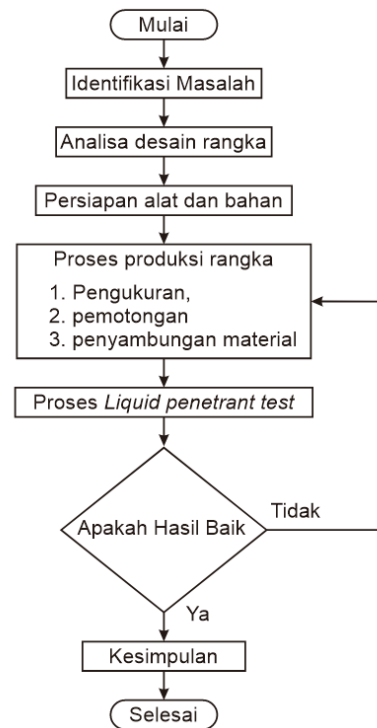 Mulai
Identifikasi Masalah
Analisa desain rangka
Persiapan alat dan bahan
Proses produksi rangka
1. Pengukuran,
2. pemotongan
3. penyambungan material
Proses Liquid penetrant test
Apakah Hasil Baik
Tidak
Ya
Kesimpulan
Selesai